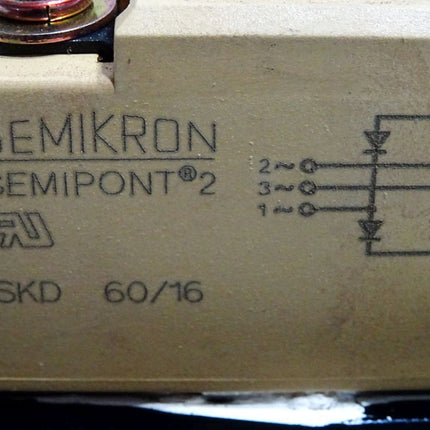 SEMIKRON
SEMIPONT®2
SKD 60/16
2~
3~
1~